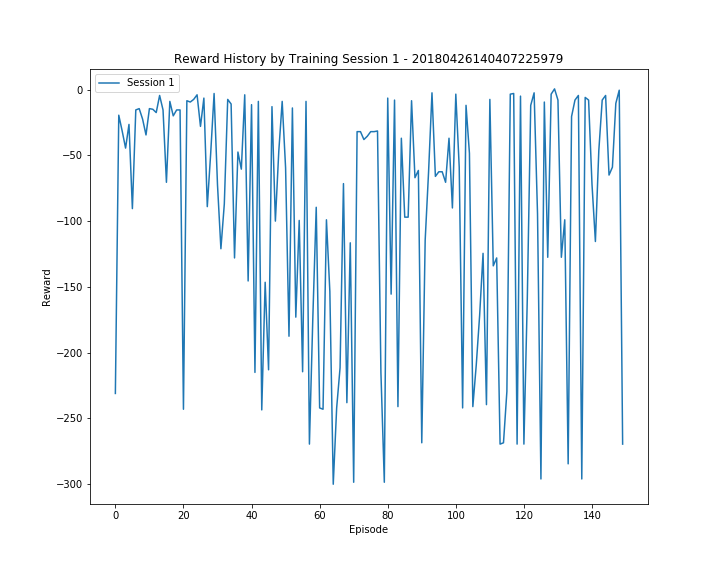 Reward History by Training Session 1 - 20180426140407225979
Session 1
0
−50
−100
−150
−200
−250
−300
Reward
0 20 40 60 80 100 120 140
Episode